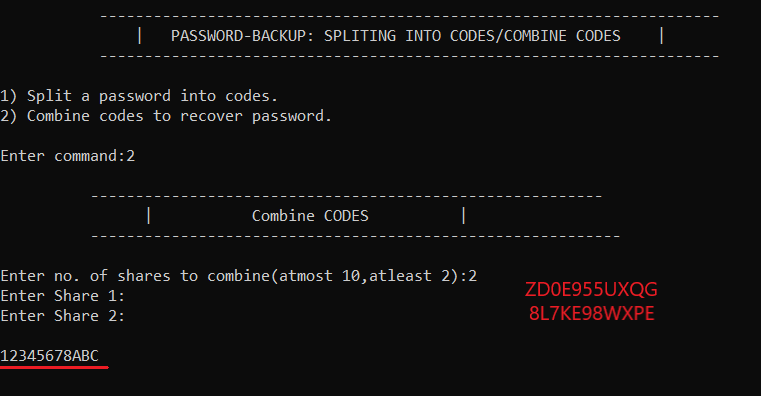 ----------------------------------------------------------------------
| PASSWORD-BACKUP: SPLITING INTO CODES/COMBINE CODES |
----------------------------------------------------------------------
1) Split a password into codes.
2) Combine codes to recover password.
Enter command:2
----------------------------------------------------------
| Combine CODES |
------------------------------------------------------------
Enter no. of shares to combine(atmost 10,atleast 2):2
Enter Share 1:
ZD0E955UXQG
Enter Share 2:
8L7KE98WXPE
12345678ABC